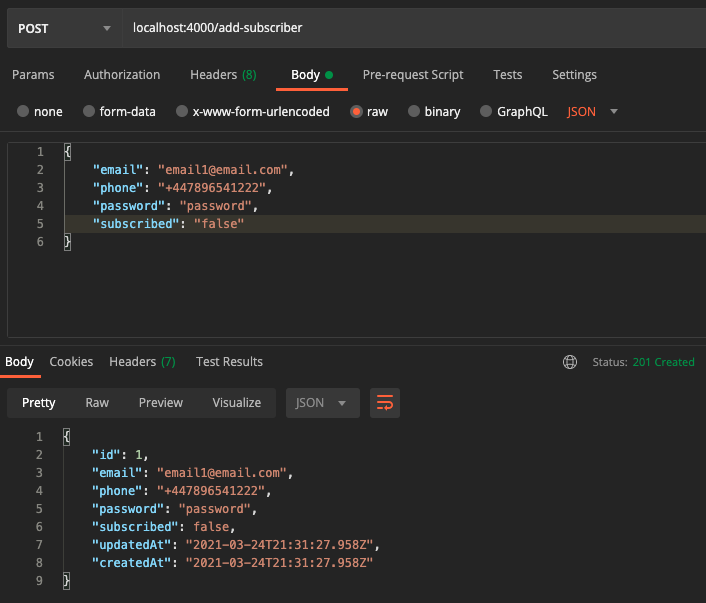 POST localhost:4000/add-subscriber
Params Authorization Headers (8) Body Pre-request Script Tests Settings
none form-data x-www-form-urlencoded raw binary GraphQL JSON
1 {
2 "email": "email1@email.com",
3 "phone": "+447896541222",
4 "password": "password",
5 "subscribed": "false"
6 }
Body Cookies Headers (7) Test Results Status: 201 Created
Pretty Raw Preview Visualize JSON
1 {
2 "id": 1,
3 "email": "email1@email.com",
4 "phone": "+447896541222",
5 "password": "password",
6 "subscribed": false,
7 "updatedAt": "2021-03-24T21:31:27.958Z",
8 "createdAt": "2021-03-24T21:31:27.958Z"
9 }